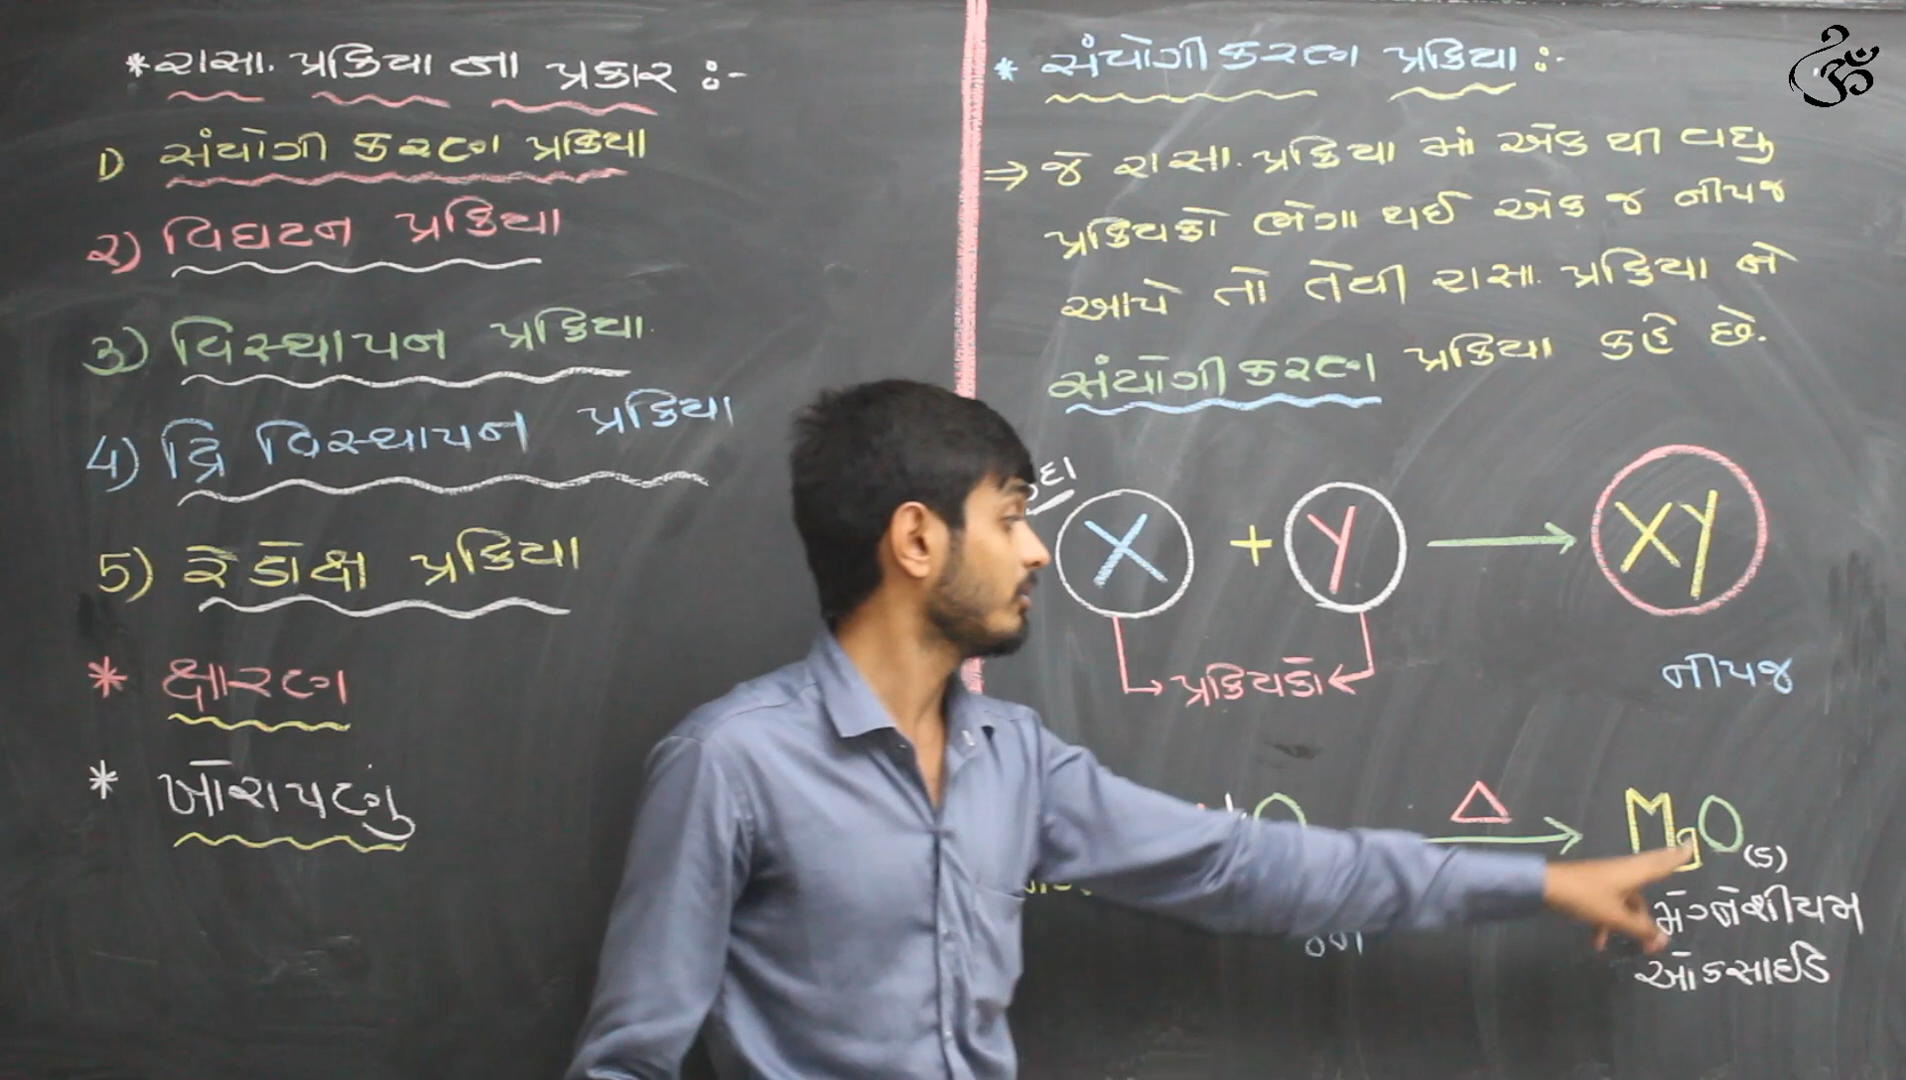 * રાસા. પ્રક્રિયા ના પ્રકાર :-
1) સંયોગીકરણ પ્રક્રિયા
૨) વિઘટન પ્રક્રિયા
૩) વિસ્થાપન પ્રક્રિયા.
4) દ્રિ વિસ્થાપન પ્રક્રિયા
5) રેડોક્ષ પ્રક્રિયા
* ક્ષારણ
* ખોરાપણું
* સંયોગીકરણ પ્રક્રિયા :-
⇒ જે રાસા. પ્રક્રિયા માં એક થી વધુ
પ્રક્રિયકો ભેગા થઈ એક જ નીપજ
આપે તો તેવી રાસા. પ્રક્રિયા ને
સંયોગીકરણ પ્રક્રિયા કહે છે.
X + Y → XY
પ્રક્રિયકો નીપજ
O → Δ MgO(s)
મેગ્નેશીયમ
ઓક્સાઈડ
ॐ